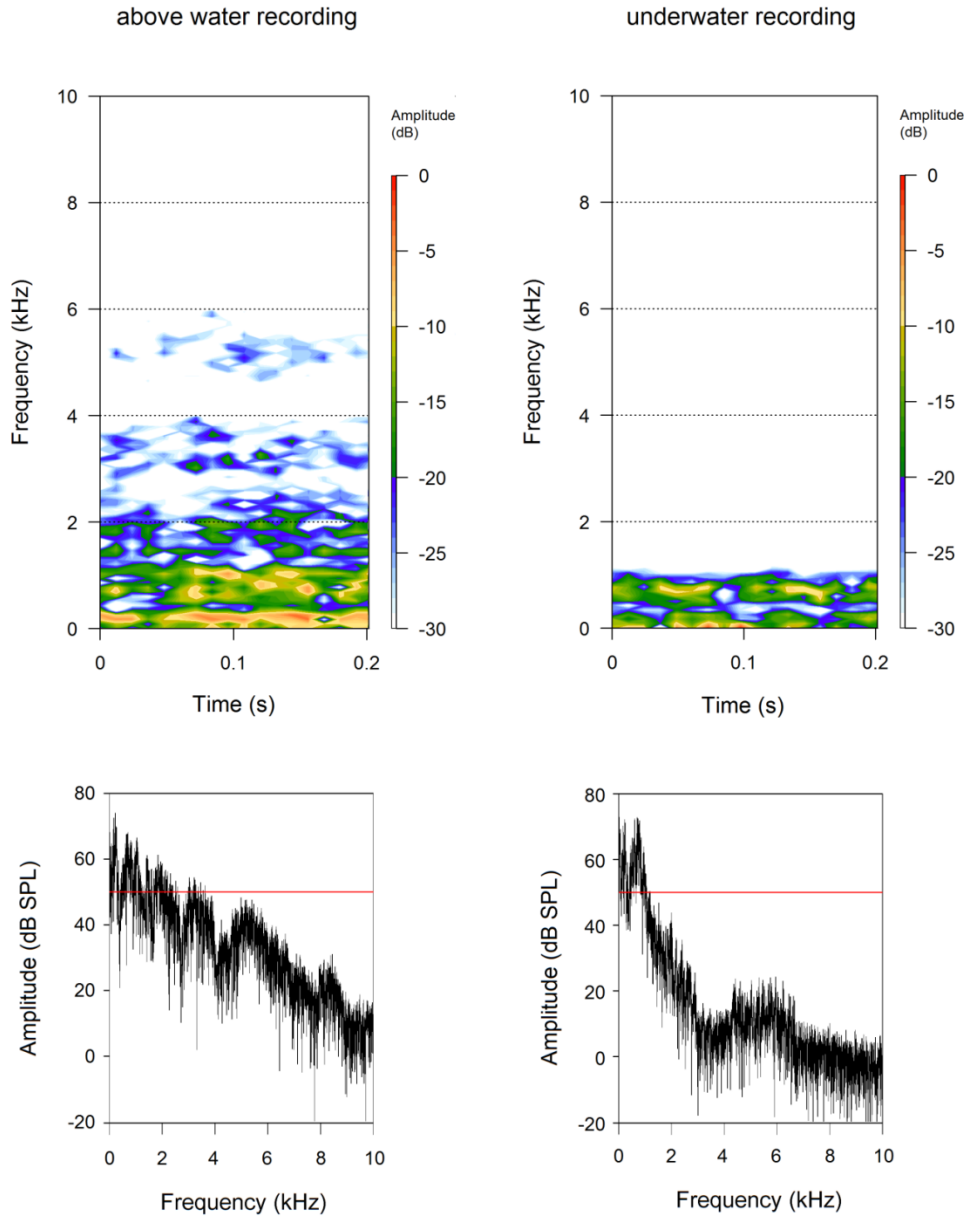 above water recording
underwater recording
10
8
6
4
2
0
Frequency (kHz)
0
0.1
0.2
Time (s)
Amplitude
(dB)
0
-5
-10
-15
-20
-25
-30
10
8
6
4
2
0
Frequency (kHz)
0
0.1
0.2
Time (s)
Amplitude
(dB)
0
-5
-10
-15
-20
-25
-30
80
60
40
20
0
-20
Amplitude (dB SPL)
0 2 4 6 8 10
Frequency (kHz)
80
60
40
20
0
-20
Amplitude (dB SPL)
0 2 4 6 8 10
Frequency (kHz)